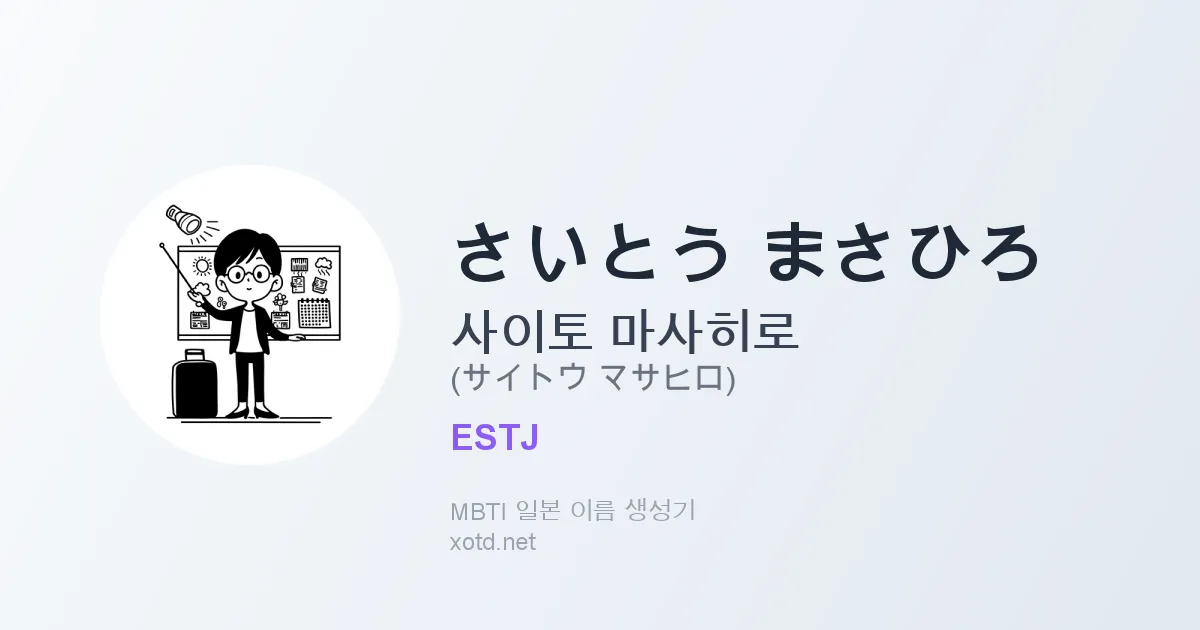 さいとう まさひろ
사이토 마사히로
(サイトウ マサヒロ)
ESTJ
MBTI 일본 이름 생성기
xotd.net